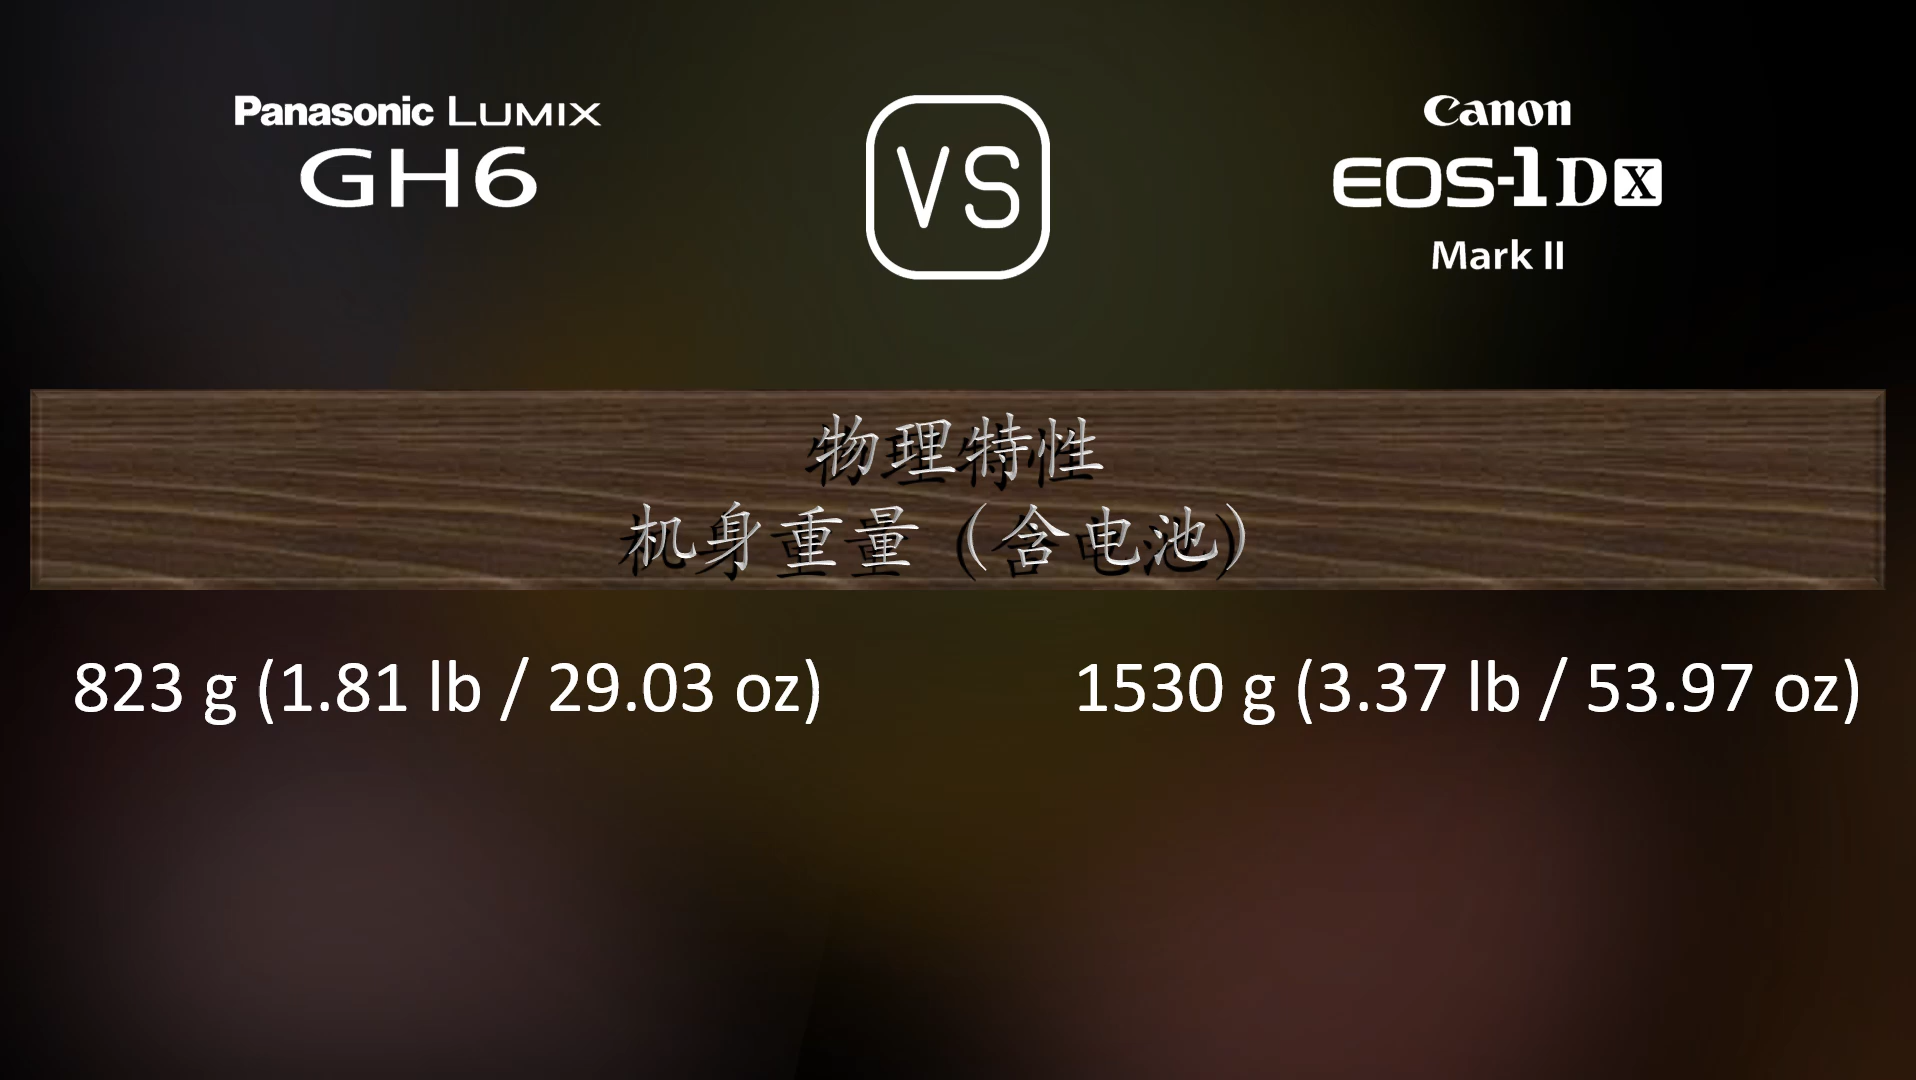 Panasonic LUMIX
GH6
VS
Canon
EOS-1DX
Mark II
物理特性
机身重量（含电池）
823 g (1.81 lb / 29.03 oz)
1530 g (3.37 lb / 53.97 oz)